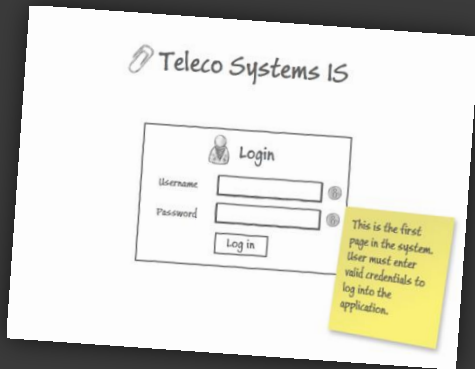 Teleco Systems IS
Login
Username
Password
Log in
This is the first
page in the system.
User must enter
valid credentials to
log into the
application.